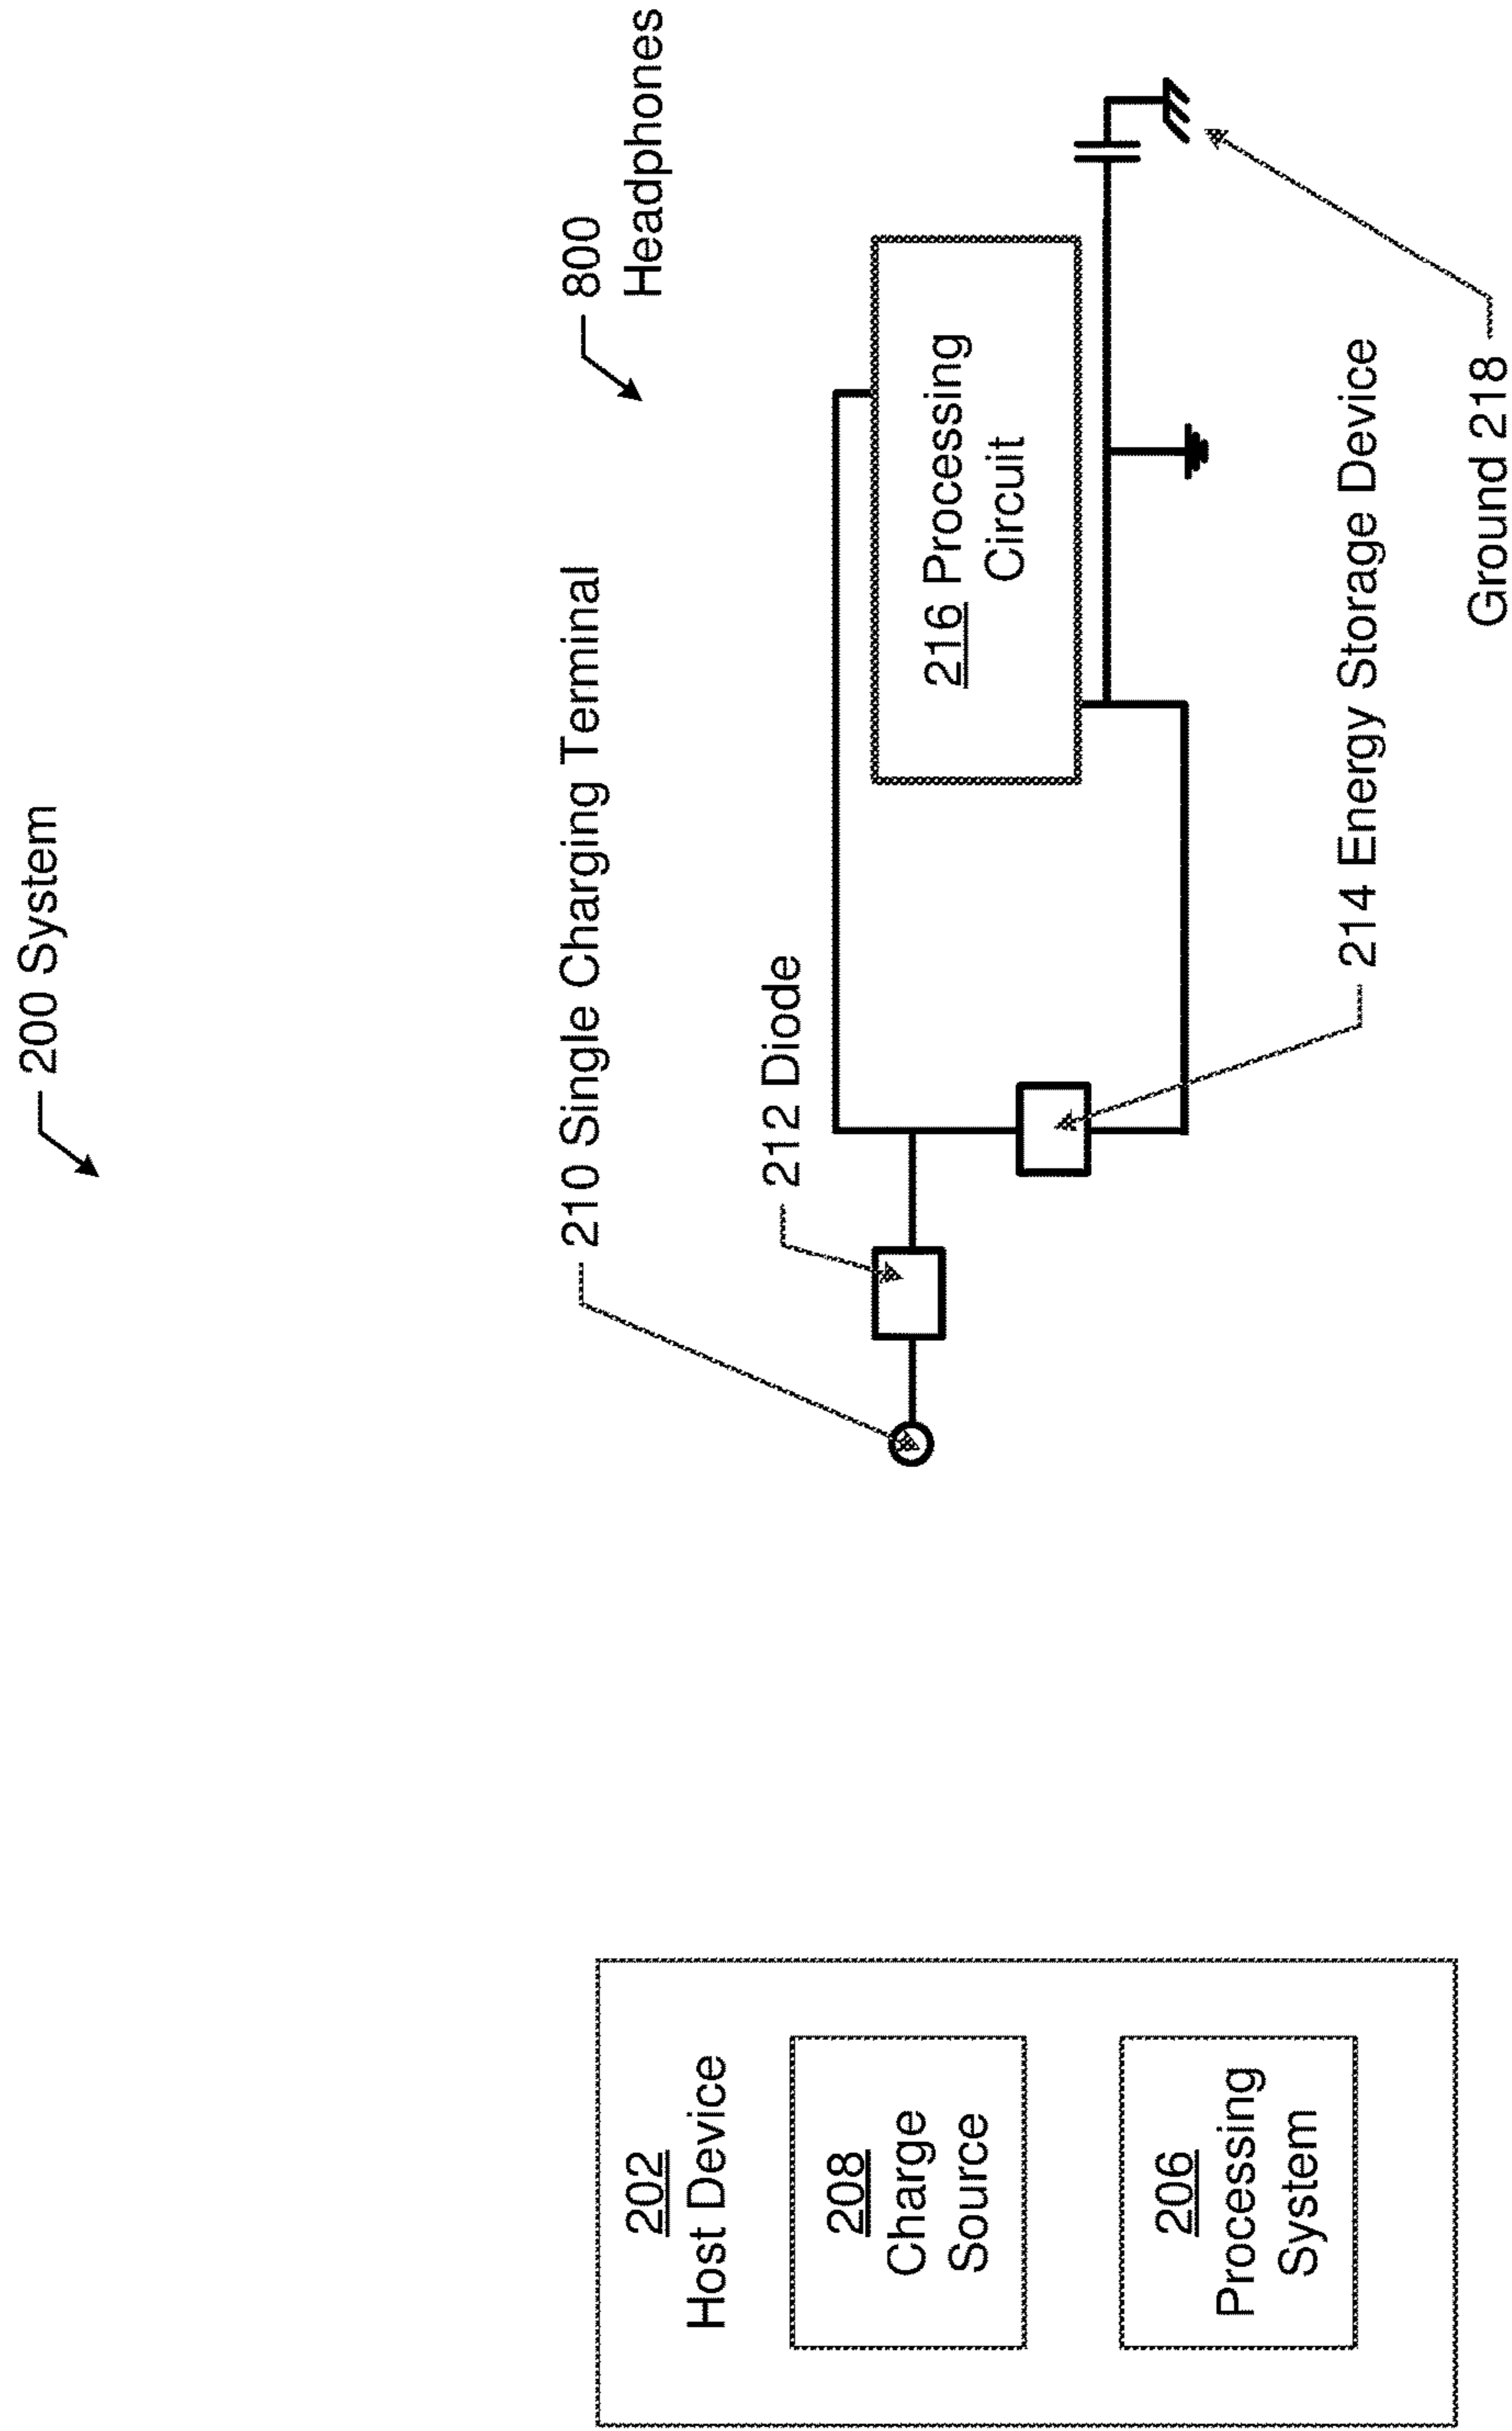 200 System
202
Host Device
208
Charge
Source
206
Processing
System
210 Single Charging Terminal
800
Headphones
212 Diode
216 Processing
Circuit
214 Energy Storage Device
Ground 218